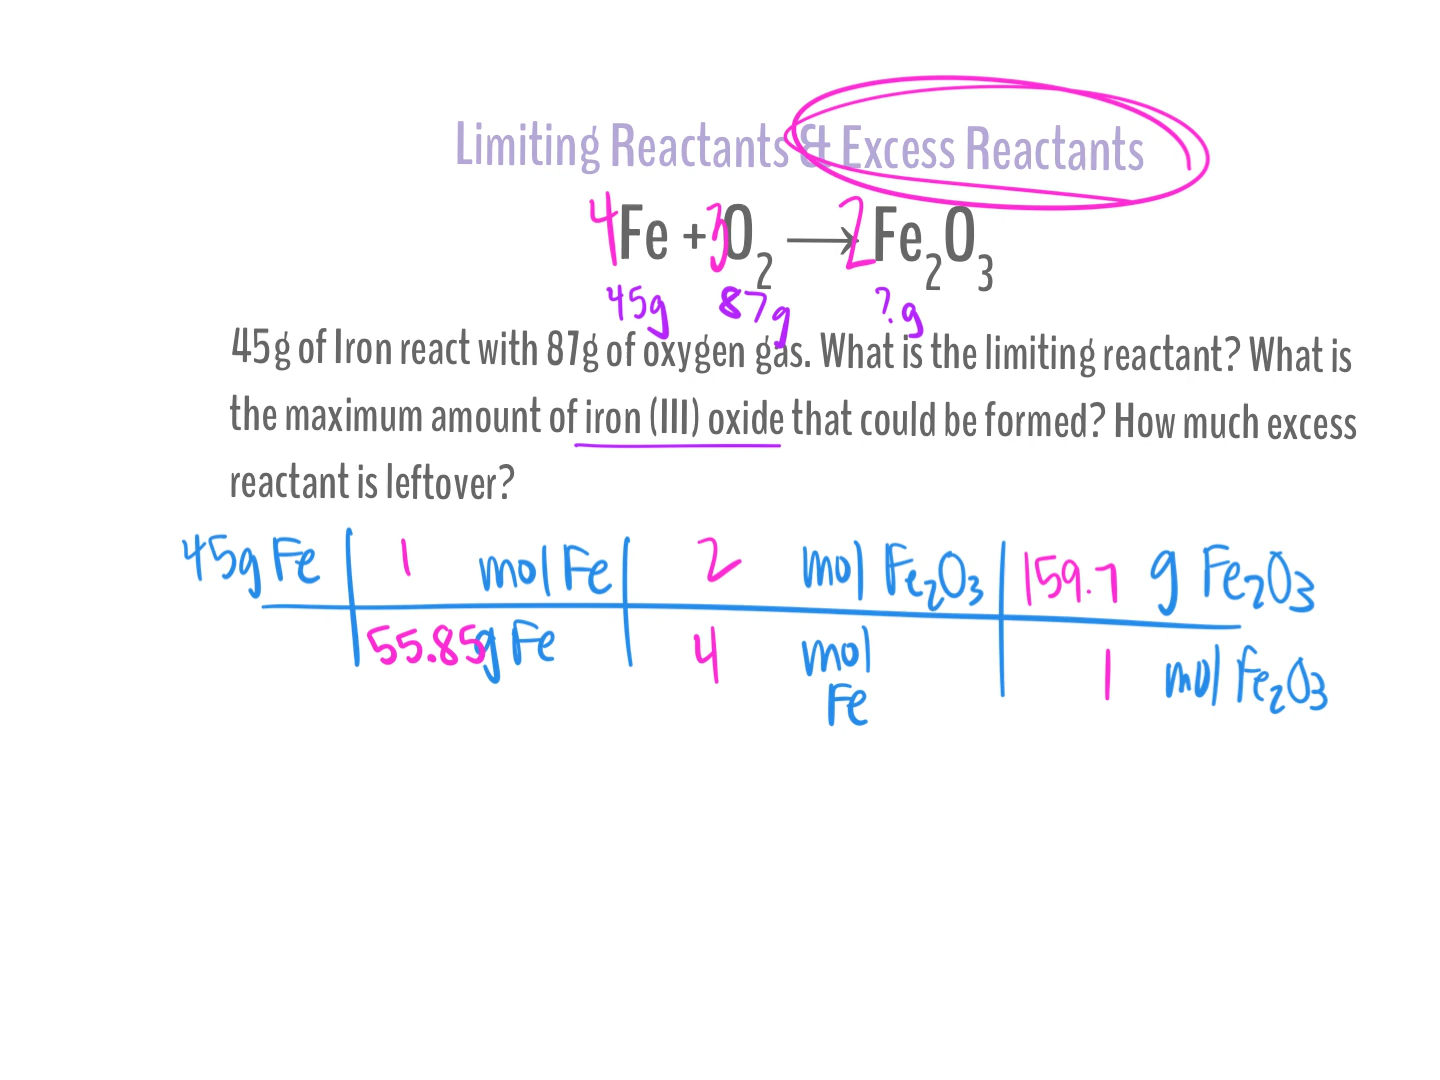 Limiting Reactants & Excess Reactants
4Fe + 3O₂ → 2Fe₂O₃
45g 87g ?g
45g of Iron react with 87g of oxygen gas. What is the limiting reactant? What is
the maximum amount of iron (III) oxide that could be formed? How much excess
reactant is leftover?
45g Fe 1 mol Fe 2 mol Fe₂O₃ 159.7 g Fe₂O₃
55.85g Fe 4 mol 1 mol Fe₂O₃
Fe